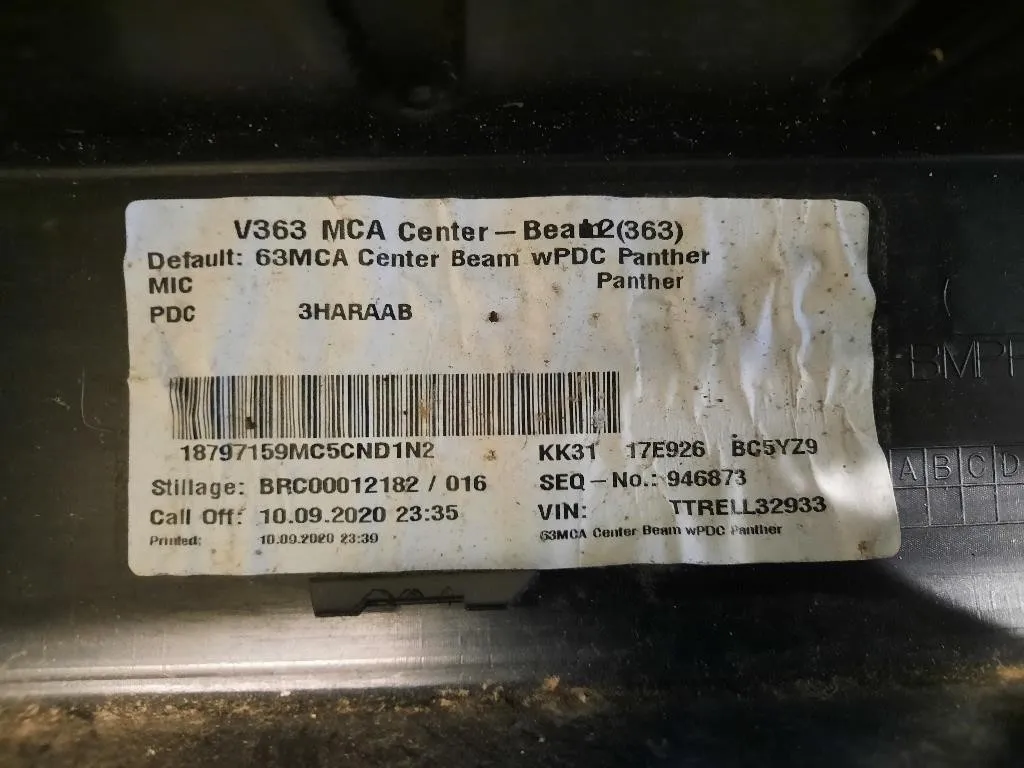 V363 MCA Center-Beam2(363)
Default: 63MCA Center Beam wPDC Panther
MIC Panther
PDC 3HARAAB
18797159MC5CND1N2 KK31 17E926 BC5YZ9
Stillage: BRC00012182 / 016 SEQ-No.: 946873
Call Off: 10.09.2020 23:35 VIN: TTRELL32933
Printed: 10.09.2020 23:39 63MCA Center Beam wPDC Panther
A B C D